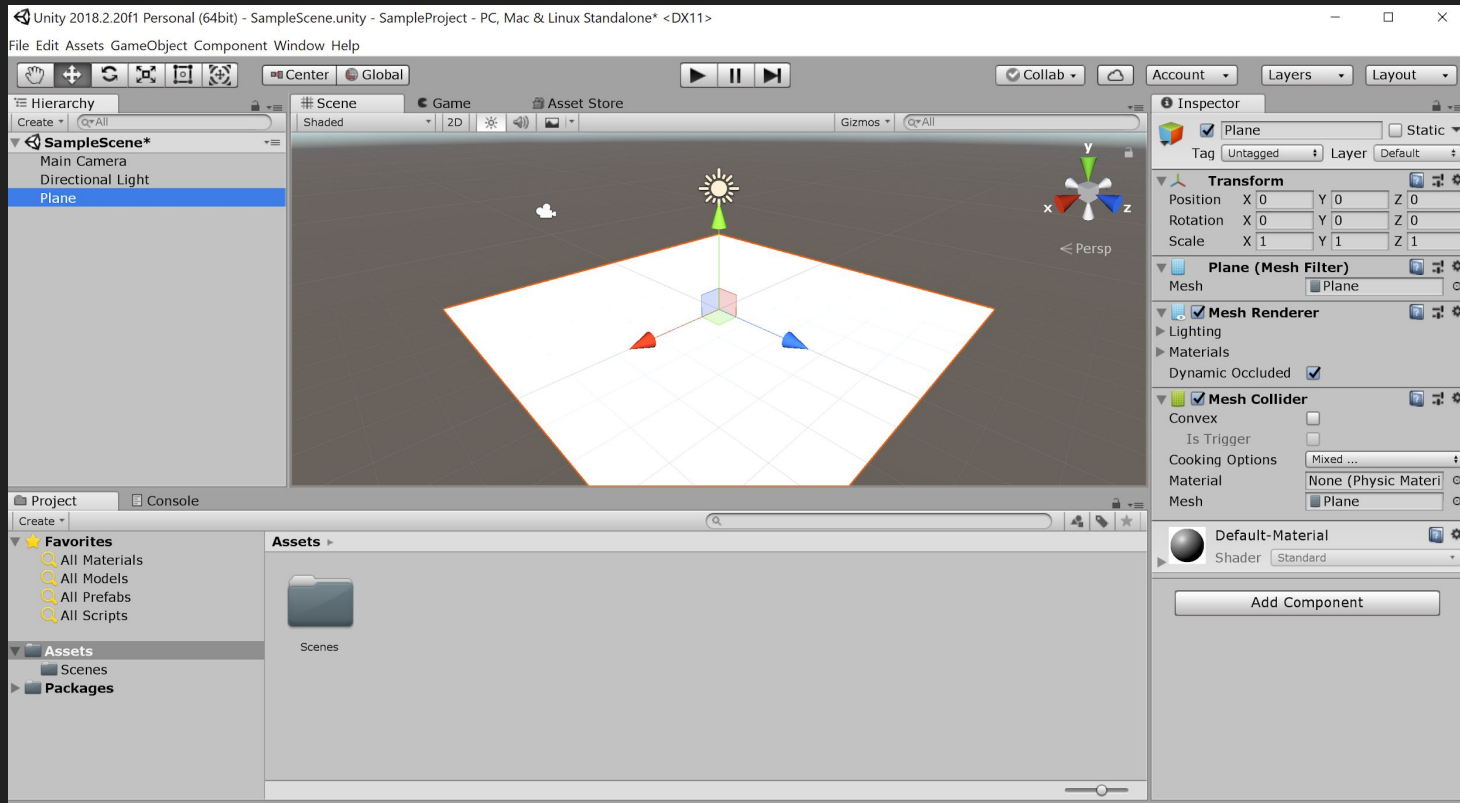 Unity 2018.2.20f1 Personal (64bit) - SampleScene.unity - SampleProject - PC, Mac & Linux Standalone* <DX11>
File Edit Assets GameObject Component Window Help
Center Global
Collab
Account
Layers
Layout
Hierarchy
Create All
SampleScene*
Main Camera
Directional Light
Plane
Scene Game Asset Store
Shaded 2D Gizmos All
y
x
z
Persp
Inspector
Plane Static
Tag Untagged Layer Default
Transform
Position X 0 Y 0 Z 0
Rotation X 0 Y 0 Z 0
Scale X 1 Y 1 Z 1
Plane (Mesh Filter)
Mesh Plane
Mesh Renderer
Lighting
Materials
Dynamic Occluded
Mesh Collider
Convex
Is Trigger
Cooking Options Mixed ...
Material None (Physic Materi
Mesh Plane
Default-Material
Shader Standard
Add Component
Project Console
Create
Favorites
All Materials
All Models
All Prefabs
All Scripts
Assets
Scenes
Packages
Assets
Scenes